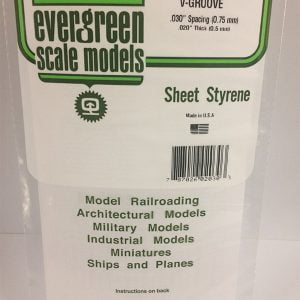 V-GROOVE
.030" Spacing (0.75 mm)
.020" Thick (0.5 mm)
evergreen
scale models
Sheet Styrene
Made in U.S.A
Model Railroading
Architectural Models
Military Models
Industrial Models
Miniatures
Ships and Planes
Instructions on back